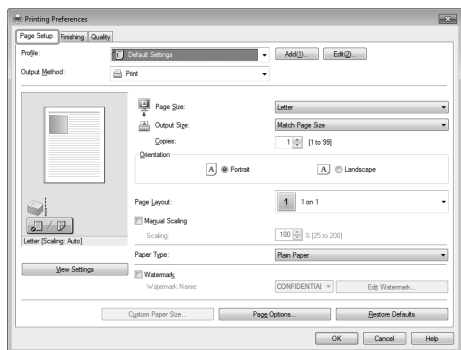 Printing Preferences
Page Setup Finishing Quality
Profile: Default Settings Add(1)... Edit(2)...
Output Method: Print
Page Size: Letter
Output Size: Match Page Size
Copies: 1 [1 to 99]
Orientation
A Portrait A Landscape
Page Layout: 1 1 on 1
Manual Scaling
Scaling: 100 % [25 to 200]
Letter [Scaling: Auto]
Paper Type: Plain Paper
View Settings
Watermark
Watermark Name: CONFIDENTIAL Edit Watermark...
Custom Paper Size... Page Options... Restore Defaults
OK Cancel Help